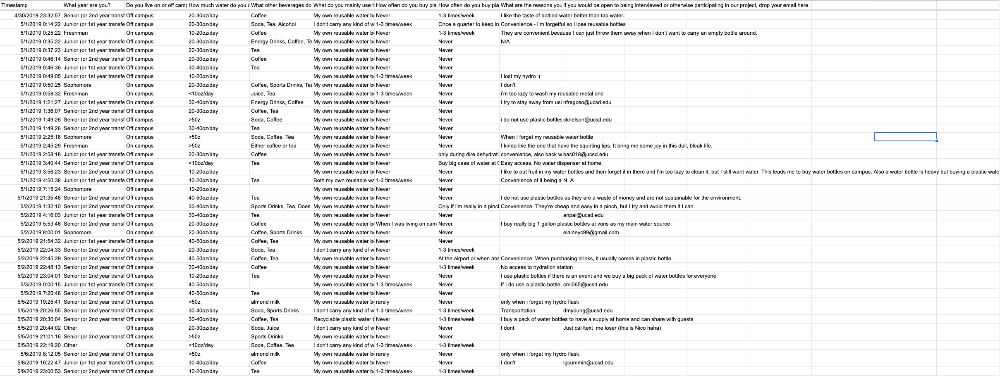 Timestamp What year are you? Do you live on or off camp How much water do you c What other beverages do What do you mainly use t How often do you buy pla How often do you buy pla What are the reasons you If you would be open to being interviewed or otherwise participating in our project, drop your email here.
4/30/2019 23:32:57 Senior (or 2nd year transf Off campus 20-30oz/day Coffee My own reusable water bo Never 1-3 times/week I like the taste of bottled water better than tap water.
5/1/2019 0:14:22 Junior (or 1st year transfe Off campus 20-30oz/day Soda, Tea, Alcohol I don't carry any kind of w 1-3 times/week Once a quarter to keep in Convenience - I'm forgetful so i lose reusable bottles
5/1/2019 0:25:22 Freshman On campus 10-20oz/day Coffee My own reusable water bo Never 1-3 times/week They are convenient because I can just throw them away when I don't want to carry an empty bottle around.
5/1/2019 0:35:22 Junior (or 1st year transfe Off campus 20-30oz/day Energy Drinks, Coffee, Te My own reusable water bo Never Never N/A
5/1/2019 0:37:23 Junior (or 1st year transfe Off campus 20-30oz/day Tea My own reusable water bo Never Never
5/1/2019 0:46:14 Senior (or 2nd year transf Off campus 20-30oz/day Coffee My own reusable water bo Never Never
5/1/2019 0:46:36 Junior (or 1st year transfe Off campus 30-40oz/day Tea My own reusable water bo Never Never
5/1/2019 0:49:05 Junior (or 1st year transfe Off campus 10-20oz/day My own reusable water bo 1-3 times/week Never I lost my hydro :(
5/1/2019 0:50:25 Sophomore On campus 20-30oz/day Coffee, Sports Drinks, Tea My own reusable water bo Never Never I don't
5/1/2019 0:58:32 Freshman On campus <10oz/day Juice, Tea My own reusable water bo 1-3 times/week Never i'm too lazy to wash my reusable metal one
5/1/2019 1:21:27 Junior (or 1st year transfe On campus 30-40oz/day Energy Drinks, Coffee My own reusable water bo Never Never I try to stay away from usi nfregoso@ucsd.edu
5/1/2019 1:36:07 Senior (or 2nd year transf Off campus 20-30oz/day Coffee, Tea My own reusable water bo Never Never
5/1/2019 1:49:26 Senior (or 2nd year transf Off campus >50z Soda, Coffee My own reusable water bo Never Never i do not use plastic bottles cknelson@ucsd.edu
5/1/2019 1:49:26 Senior (or 2nd year transf Off campus 30-40oz/day Tea My own reusable water bo Never Never
5/1/2019 2:25:18 Sophomore On campus >50z Soda, Coffee, Tea My own reusable water bo Never Never When I forget my reusable water bottle
5/1/2019 2:45:29 Freshman On campus >50z Either coffee or tea My own reusable water bo Never Never I kinda like the one that have the squirting tips. It bring me some joy in this dull, bleak life.
5/1/2019 2:58:18 Junior (or 1st year transfe Off campus 20-30oz/day Coffee My own reusable water bo Never only during dire dehydrati convenience, also back w bac018@ucsd.edu
5/1/2019 3:40:44 Senior (or 2nd year transf Off campus <10oz/day Tea My own reusable water bo Never Buy big case of water at C Easy access. No water dispenser at home.
5/1/2019 3:56:23 Senior (or 2nd year transf Off campus 10-20oz/day My own reusable water bo Never Never I like to put fruit in my water bottles and then forget it in there and I'm too lazy to clean it, but I still want water. This leads me to buy water bottles on campus. Also a water bottle is heavy but buying a plastic wate
5/1/2019 4:50:38 Junior (or 1st year transfe Off campus 10-20oz/day Tea Both my own reusable wa 1-3 times/week Never Convenience of it being a N. A
5/1/2019 7:15:24 Sophomore Off campus 10-20oz/day My own reusable water bo Never Never
5/1/2019 21:35:48 Senior (or 2nd year transf Off campus 40-50oz/day Tea My own reusable water bo Never Never I do not use plastic bottles as they are a waste of money and are not sustainable for the environment.
5/2/2019 1:32:10 Senior (or 2nd year transf On campus 30-40oz/day Sports Drinks, Tea, Does My own reusable water bo Never Only if I'm really in a pinch Convenience. They're cheap and easy in a pinch, but I try and avoid them if I can.
5/2/2019 4:16:03 Junior (or 1st year transfe Off campus 30-40oz/day Tea My own reusable water bo Never Never anpai@ucsd.edu
5/2/2019 5:53:46 Senior (or 2nd year transf Off campus 20-30oz/day Coffee My own reusable water bo When I was living on cam Never I buy really big 1 gallon plastic bottles at vons as my main water source
5/2/2019 8:00:01 Sophomore On campus 20-30oz/day Coffee, Sports Drinks My own reusable water bo Never Never elaineyc99@gmail.com
5/2/2019 21:54:32 Junior (or 1st year transfe Off campus 40-50oz/day Coffee, Tea My own reusable water bo Never Never
5/2/2019 22:04:33 Senior (or 2nd year transf Off campus 20-30oz/day Soda, Tea I don't carry any kind of w Never 1-3 times/week
5/2/2019 22:45:29 Senior (or 2nd year transf Off campus 40-50oz/day Coffee, Tea My own reusable water bo Never At the airport or when abs Convenience. When purchasing drinks, it usually comes in plastic bottle.
5/2/2019 22:48:13 Senior (or 2nd year transf Off campus 30-40oz/day Coffee My own reusable water bo Never 1-3 times/week No access to hydration station
5/2/2019 23:04:01 Senior (or 2nd year transf Off campus 10-20oz/day Tea My own reusable water bo Never Never I use plastic bottles if there is an event and we buy a big pack of water bottles for everyone.
5/3/2019 0:00:15 Junior (or 1st year transfe Off campus 40-50oz/day My own reusable water bo 1-3 times/week Never If I do use a plastic bottle, cml065@ucsd.edu
5/5/2019 7:20:46 Senior (or 2nd year transf Off campus 40-50oz/day Tea My own reusable water bo Never Never
5/5/2019 19:25:41 Senior (or 2nd year transf Off campus >50z almond milk My own reusable water bo rarely Never only when i forget my hydro flask
5/5/2019 20:26:55 Senior (or 2nd year transf Off campus 30-40oz/day Soda, Sports Drinks I don't carry any kind of w 1-3 times/week 1-3 times/week Transportation dmyoung@ucsd.edu
5/5/2019 20:30:04 Senior (or 2nd year transf Off campus 30-40oz/day Coffee, Tea Recyclable plastic water b Never 1-3 times/week I buy a pack of water bottles to have a supply at home and can share with guests
5/5/2019 20:44:02 Other Off campus 20-30oz/day Soda, Juice I don't carry any kind of w Never Never I dont Just call/text me loser (this is Nico haha)
5/5/2019 21:01:16 Senior (or 2nd year transf Off campus >50z Sports Drinks My own reusable water bo Never Never
5/5/2019 22:19:20 Other Off campus <10oz/day Soda, Coffee, Tea I don't carry any kind of w 1-3 times/week 1-3 times/week
5/6/2019 8:12:05 Senior (or 2nd year transf Off campus >50z almond milk My own reusable water bo rarely Never only when i forget my hydro flask
5/8/2019 16:22:47 Junior (or 1st year transfe Off campus 30-40oz/day Coffee My own reusable water bo Never Never I don't lgcummin@ucsd.edu
5/9/2019 23:00:53 Senior (or 2nd year transf Off campus 10-20oz/day Tea My own reusable water bo 1-3 times/week 1-3 times/week